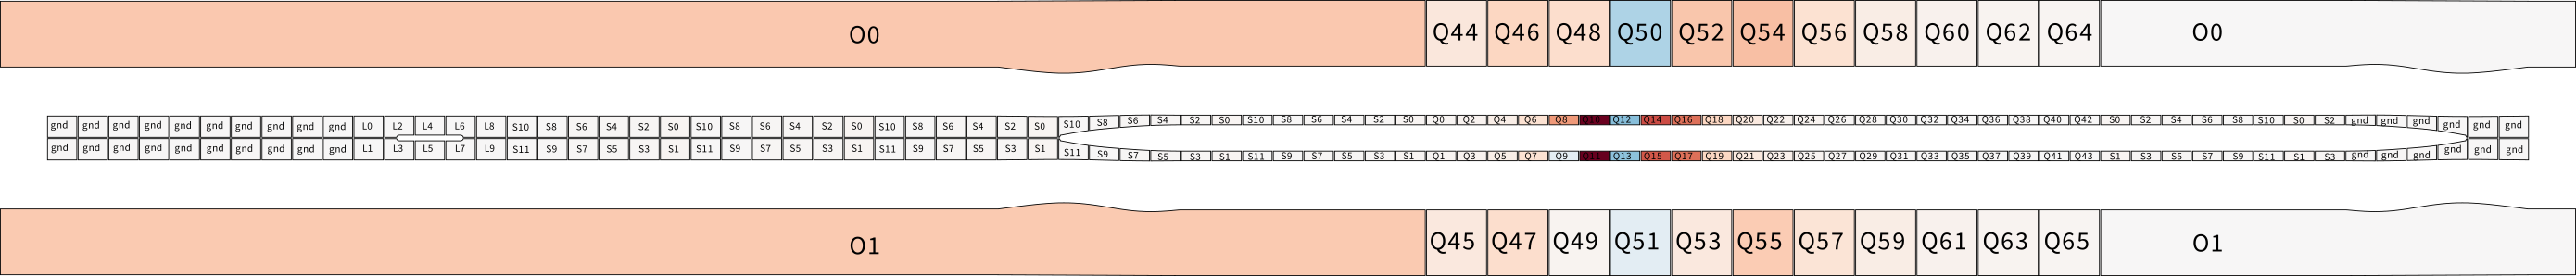 O0 Q44 Q46 Q48 Q50 Q52 Q54 Q56 Q58 Q60 Q62 Q64 O0
gnd gnd gnd gnd gnd gnd gnd gnd gnd gnd L0 L2 L4 L6 L8 S10 S8 S6 S4 S2 S0 S10 S8 S6 S4 S2 S0 S10 S8 S6 S4 S2 S0 S10 S8 S6 S4 S2 S0 S10 S8 S6 S4 S2 S0 Q0 Q2 Q4 Q6 Q8 Q10 Q12 Q14 Q16 Q18 Q20 Q22 Q24 Q26 Q28 Q30 Q32 Q34 Q36 Q38 Q40 Q42 S0 S2 S4 S6 S8 S10 S0 S2 gnd gnd gnd gnd gnd gnd
gnd gnd gnd gnd gnd gnd gnd gnd gnd gnd L1 L3 L5 L7 L9 S11 S9 S7 S5 S3 S1 S11 S9 S7 S5 S3 S1 S11 S9 S7 S5 S3 S1 S11 S9 S7 S5 S3 S1 S11 S9 S7 S5 S3 S1 Q1 Q3 Q5 Q7 Q9 Q11 Q13 Q15 Q17 Q19 Q21 Q23 Q25 Q27 Q29 Q31 Q33 Q35 Q37 Q39 Q41 Q43 S1 S3 S5 S7 S9 S11 S1 S3 gnd gnd gnd gnd gnd gnd
O1 Q45 Q47 Q49 Q51 Q53 Q55 Q57 Q59 Q61 Q63 Q65 O1